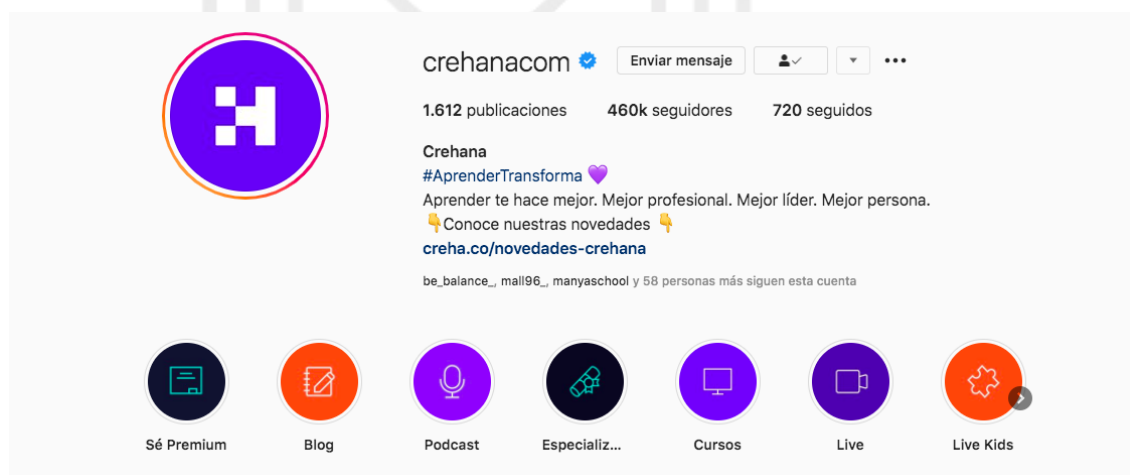 crehanacom Enviar mensaje
1.612 publicaciones 460k seguidores 720 seguidos
Crehana
#AprenderTransforma 💜
Aprender te hace mejor. Mejor profesional. Mejor líder. Mejor persona.
👇Conoce nuestras novedades 👇
creha.co/novedades-crehana
be_balance_, mall96_, manyaschool y 58 personas más siguen esta cuenta
Sé Premium Blog Podcast Especializ... Cursos Live Live Kids